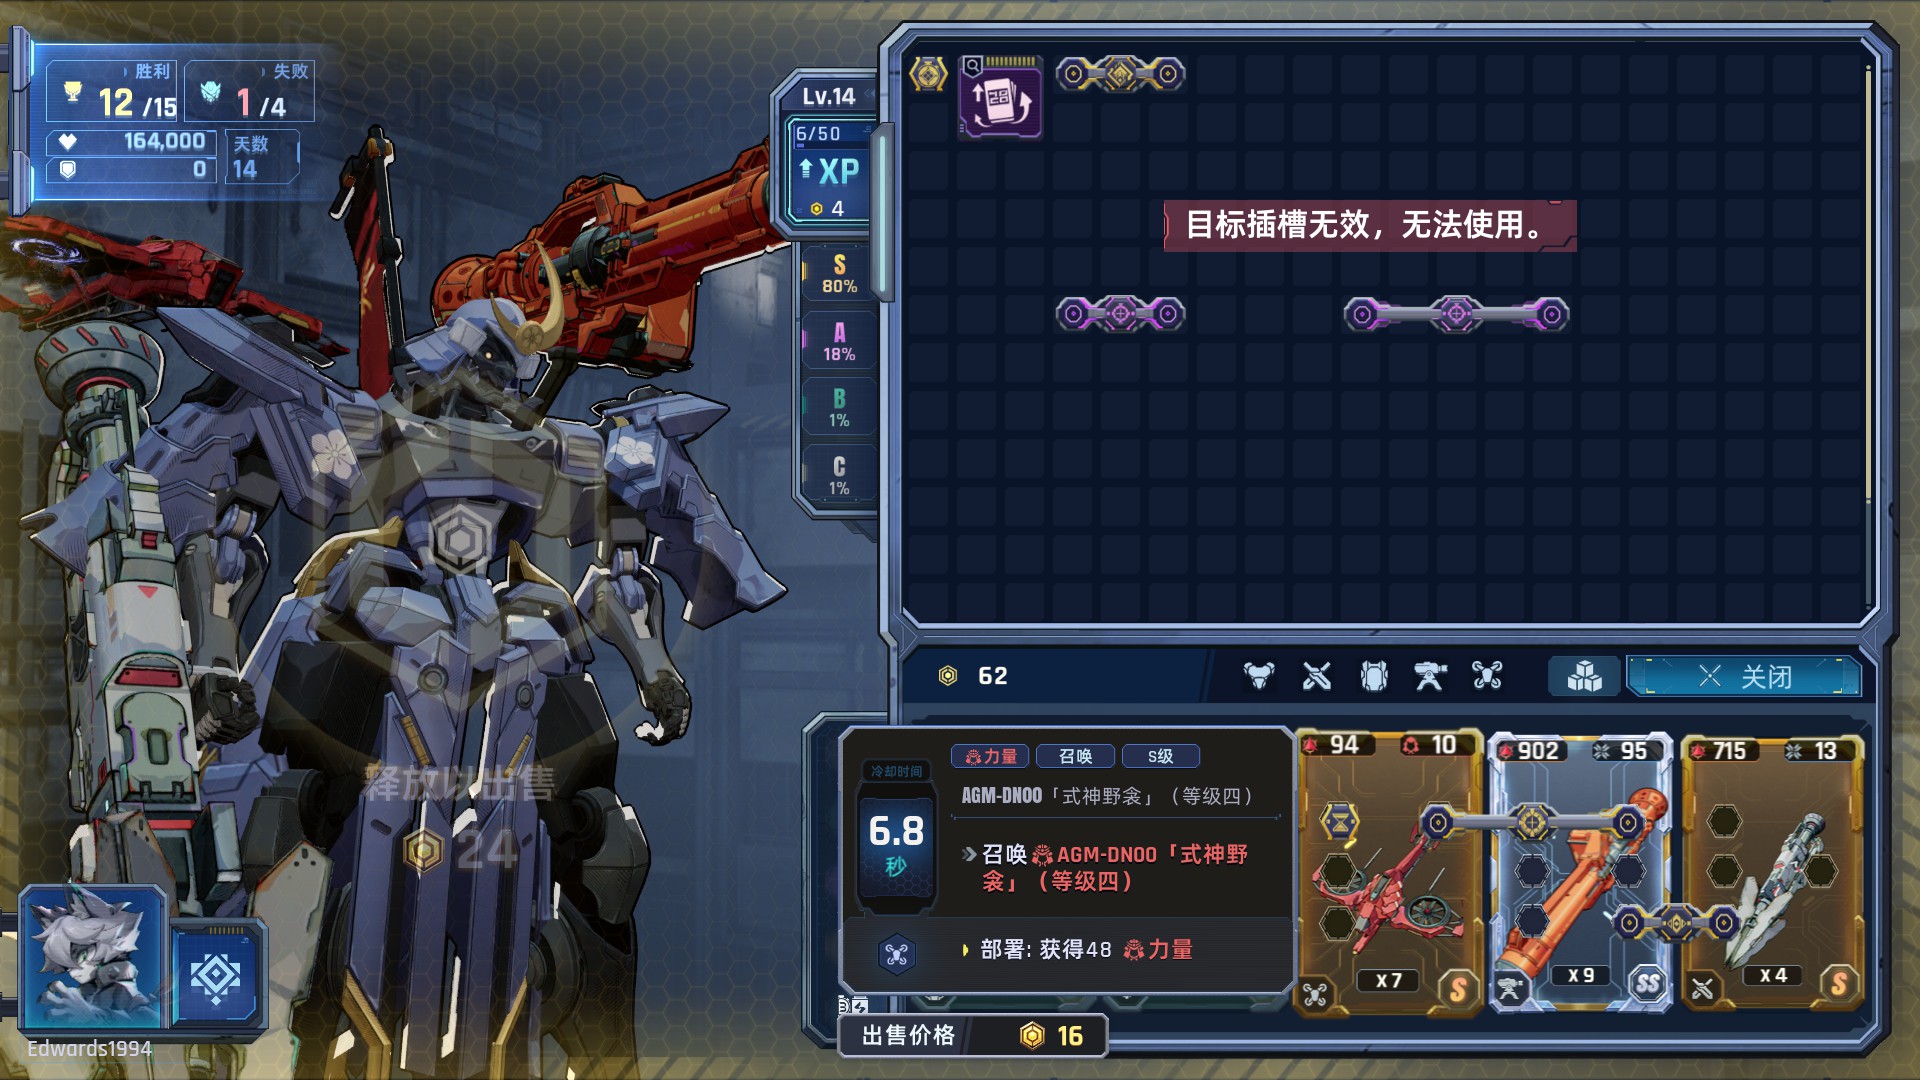 胜利
12 /15
失败
1 /4
164,000
0
天数
14
Lv.14
6/50
XP
4
S
80%
A
18%
B
1%
C
1%
28
目标插槽无效，无法使用。
62
关闭
释放以出售
24
冷却时间
6.8
秒
力量
召唤
S级
AGM-DN00「式神野衾」（等级四）
召唤 AGM-DN00「式神野
衾」（等级四）
部署: 获得48 力量
出售价格
16
94
10
X7
S
902
95
X9
SS
715
13
X4
S
Edwards1994